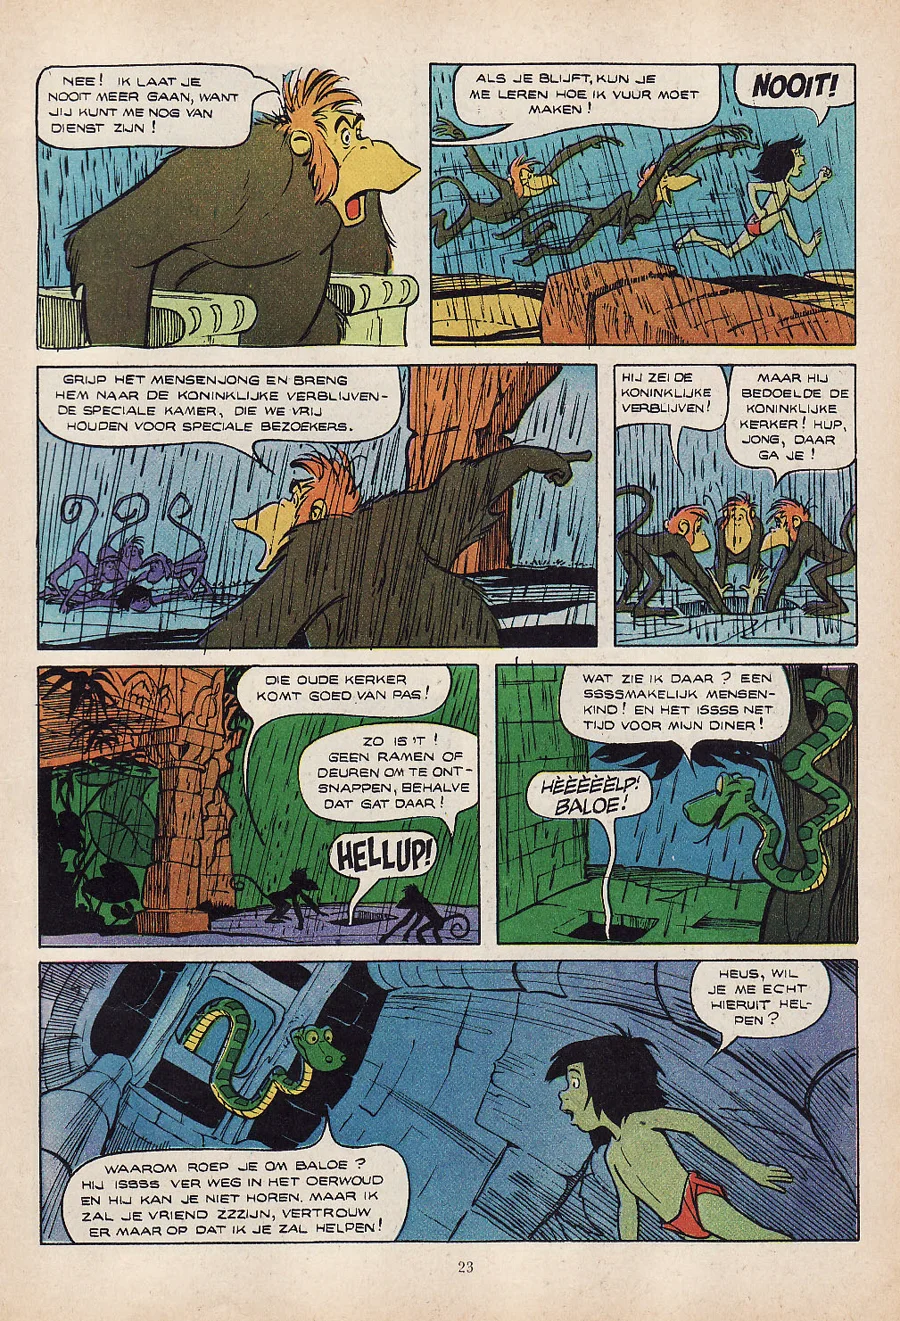 NEE! IK LAAT JE
NOOIT MEER GAAN, WANT
JIJ KUNT ME NOG VAN
DIENST ZIJN!
ALS JE BLIJFT, KUN JE
ME LEREN HOE IK VUUR MOET
MAKEN!
NOOIT!
GRIJP HET MENSENJONG EN BRENG
HEM NAAR DE KONINKLIJKE VERBLIJVEN-
DE SPECIALE KAMER, DIE WE VRIJ
HOUDEN VOOR SPECIALE BEZOEKERS.
HIJ ZEI DE
KONINKLIJKE
VERBLIJVEN!
MAAR HIJ
BEDOELDE DE
KONINKLIJKE
KERKER! HUP,
JONG, DAAR
GA JE!
DIE OUDE KERKER
KOMT GOED VAN PAS!
ZO IS 'T!
GEEN RAMEN OF
DEUREN OM TE ONT-
SNAPPEN, BEHALVE
DAT GAT DAAR!
HELLUP!
WAT ZIE IK DAAR? EEN
SSSSMAKELIJK MENSEN-
KIND! EN HET ISSSS NET
TIJD VOOR MIJN DINER!
HÈÈÈÈÈLP!
BALOE!
HEUS, WIL
JE ME ECHT
HIERUIT HEL-
PEN?
WAAROM ROEP JE OM BALOE?
HIJ ISSSS VER WEG IN HET OERWOUD
EN HIJ KAN JE NIET HOREN. MAAR IK
ZAL JE VRIEND ZZZIJN, VERTROUW
ER MAAR OP DAT IK JE ZAL HELPEN!
23